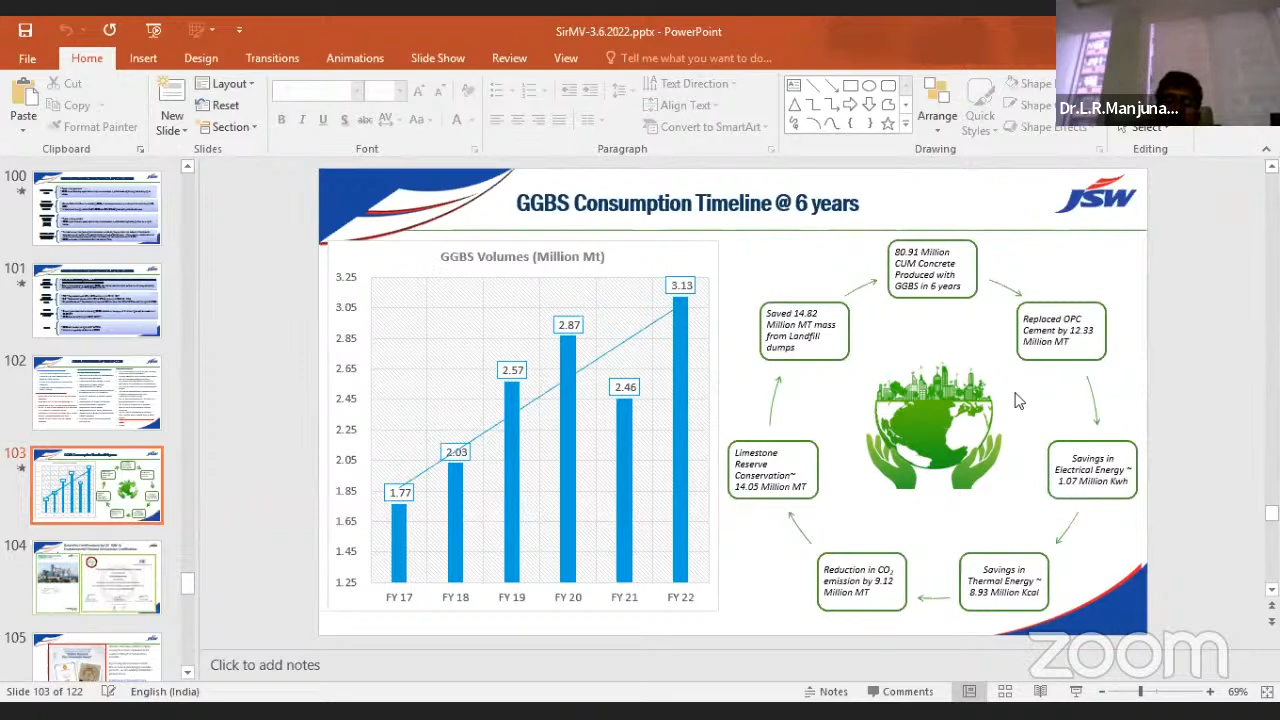 SirMV-3.6.2022.pptx - PowerPoint
File Home Insert Design Transitions Animations Slide Show Review View Tell me what you want to do...
Dr.L.R.Manjuna...
Paste
Cut
Copy
Format Painter
Clipboard
New
Slide
Layout
Reset
Section
Slides
Font
Text Direction
Align Text
Convert to SmartArt
Paragraph
Arrange
Quick
Styles
Shape Effects
Drawing
Select
Editing
100
101
102
103
104
105
GGBS Consumption Timeline @ 6 Years
JSW
GGBS Volumes (Million Mt)
3.25
3.05
2.85
2.65
2.45
2.25
2.05
1.85
1.65
1.45
1.25
1.77
2.03
2.57
2.87
2.46
3.13
FY 17 FY 18 FY 19 FY 20 FY 21 FY 22
80.91 Million
CUM Concrete
Produced with
GGBS in 6 years
Replaced OPC
Cement by 12.33
Million MT
Savings in
Electrical Energy ~
1.07 Million Kwh
Savings in
Thermal Energy ~
8.93 Million Kcal
Reduction in CO₂
emission by 9.12
Million MT
Limestone
Reserve
Conservation~
14.05 Million MT
Saved 14.82
Million MT mass
from Landfill
dumps
Click to add notes
zoom
Slide 103 of 122 English (India) Notes Comments 69%